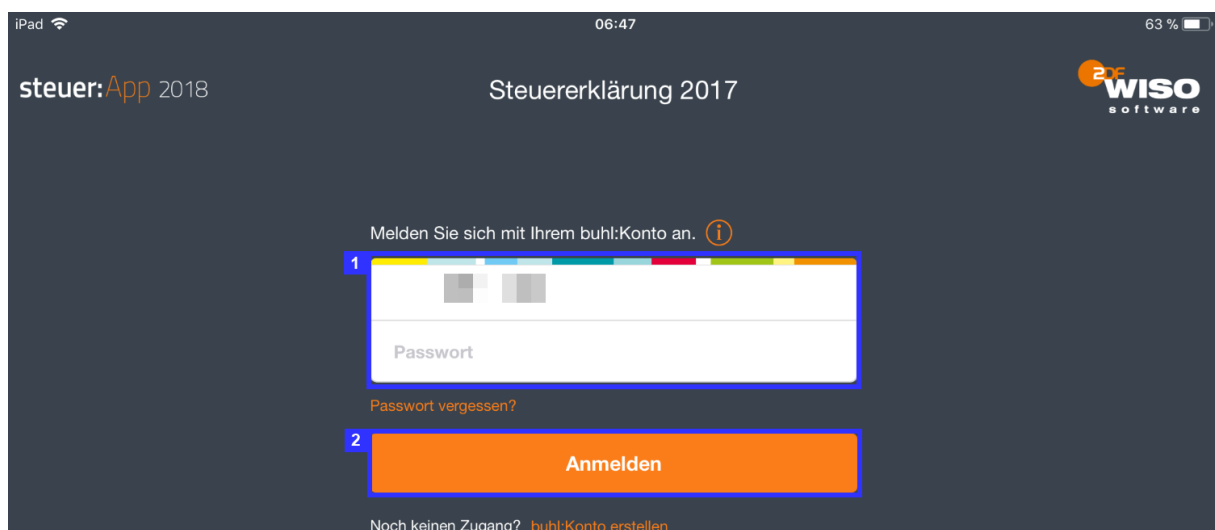 iPad 06:47 63 %
steuer:App 2018 Steuererklärung 2017 ZDF WISO software
Melden Sie sich mit Ihrem buhl:Konto an. i
1
Passwort
Passwort vergessen?
2
Anmelden
Noch keinen Zugang? buhl:Konto erstellen